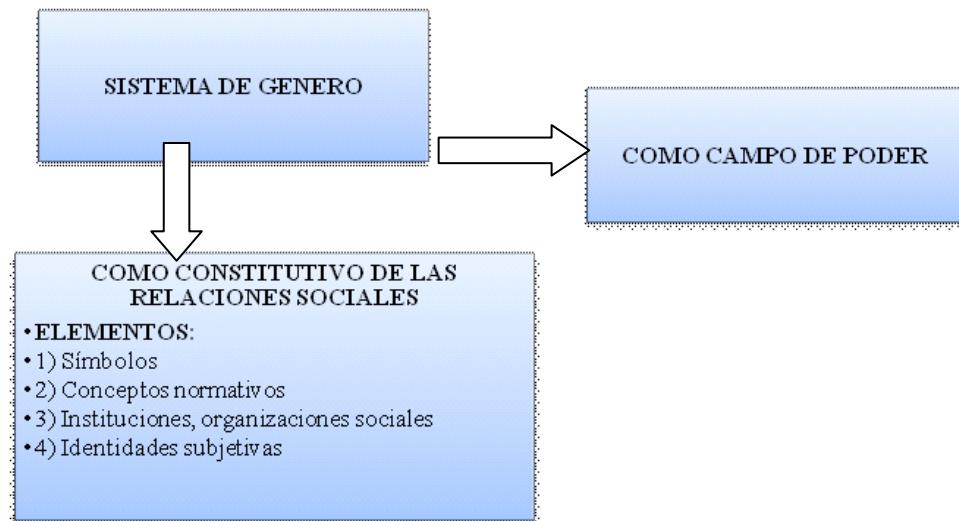 SISTEMA DE GENERO
COMO CAMPO DE PODER
COMO CONSTITUTIVO DE LAS
RELACIONES SOCIALES
•ELEMENTOS:
•1) Símbolos
•2) Conceptos normativos
•3) Instituciones, organizaciones sociales
•4) Identidades subjetivas